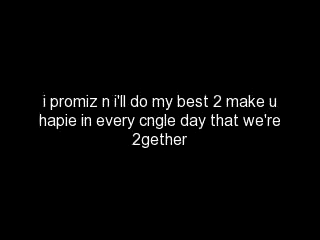 i promiz n i'll do my best 2 make u
hapie in every cngle day that we're
2gether